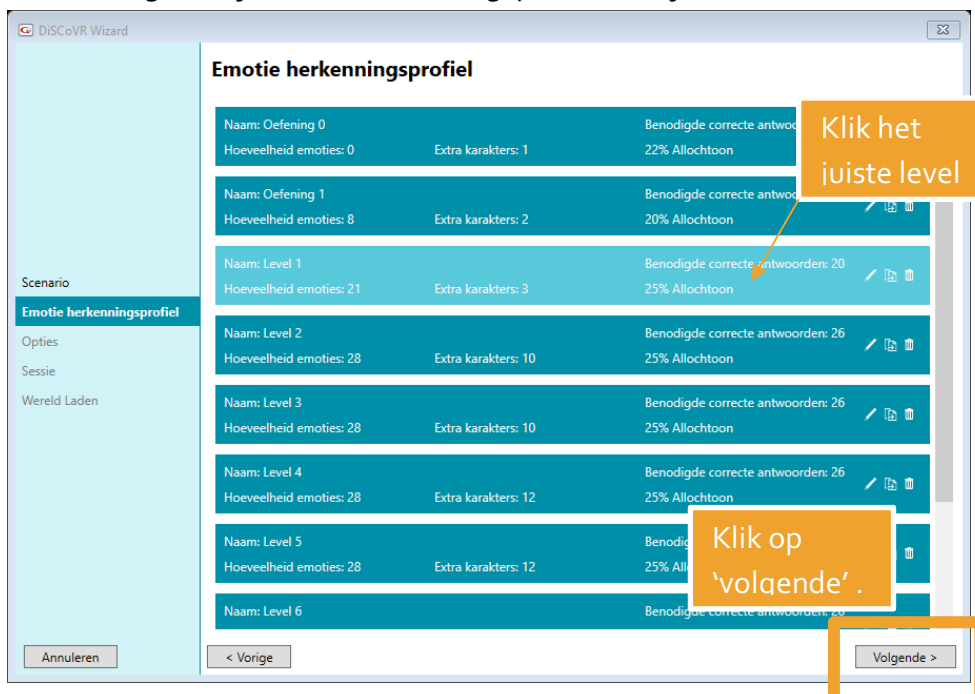 DiSCoVR Wizard
Emotie herkenningsprofiel
Naam: Oefening 0
Hoeveelheid emoties: 0 Extra karakters: 1 22% Allochtoon
Klik het
juiste level
Naam: Oefening 1
Hoeveelheid emoties: 8 Extra karakters: 2 20% Allochtoon
Naam: Level 1 Benodigde correcte antwoorden: 20
Hoeveelheid emoties: 21 Extra karakters: 3 25% Allochtoon
Naam: Level 2 Benodigde correcte antwoorden: 26
Hoeveelheid emoties: 28 Extra karakters: 10 25% Allochtoon
Naam: Level 3 Benodigde correcte antwoorden: 26
Hoeveelheid emoties: 28 Extra karakters: 10 25% Allochtoon
Naam: Level 4 Benodigde correcte antwoorden: 26
Hoeveelheid emoties: 28 Extra karakters: 12 25% Allochtoon
Naam: Level 5
Hoeveelheid emoties: 28 Extra karakters: 12 25%
Klik op
‘volgende’ .
Naam: Level 6
Scenario
Emotie herkenningsprofiel
Opties
Sessie
Wereld Laden
Annuleren
< Vorige
Volgende >